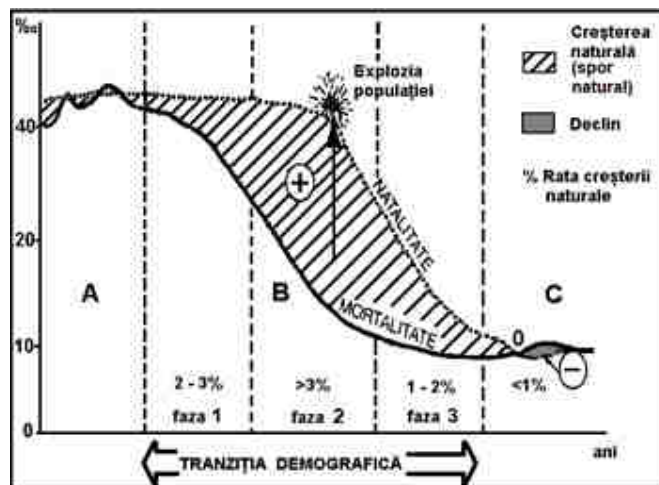 ‰
40
20
10
0
Creşterea
naturală
(spor
natural)
Declin
% Rata creşterii
naturale
Explozia
populaţiei
+
NATALITATE
MORTALITATE
A
B
C
0
−
2 - 3%
>3%
1 - 2%
<1%
faza 1
faza 2
faza 3
ani
TRANZIŢIA DEMOGRAFICĂ